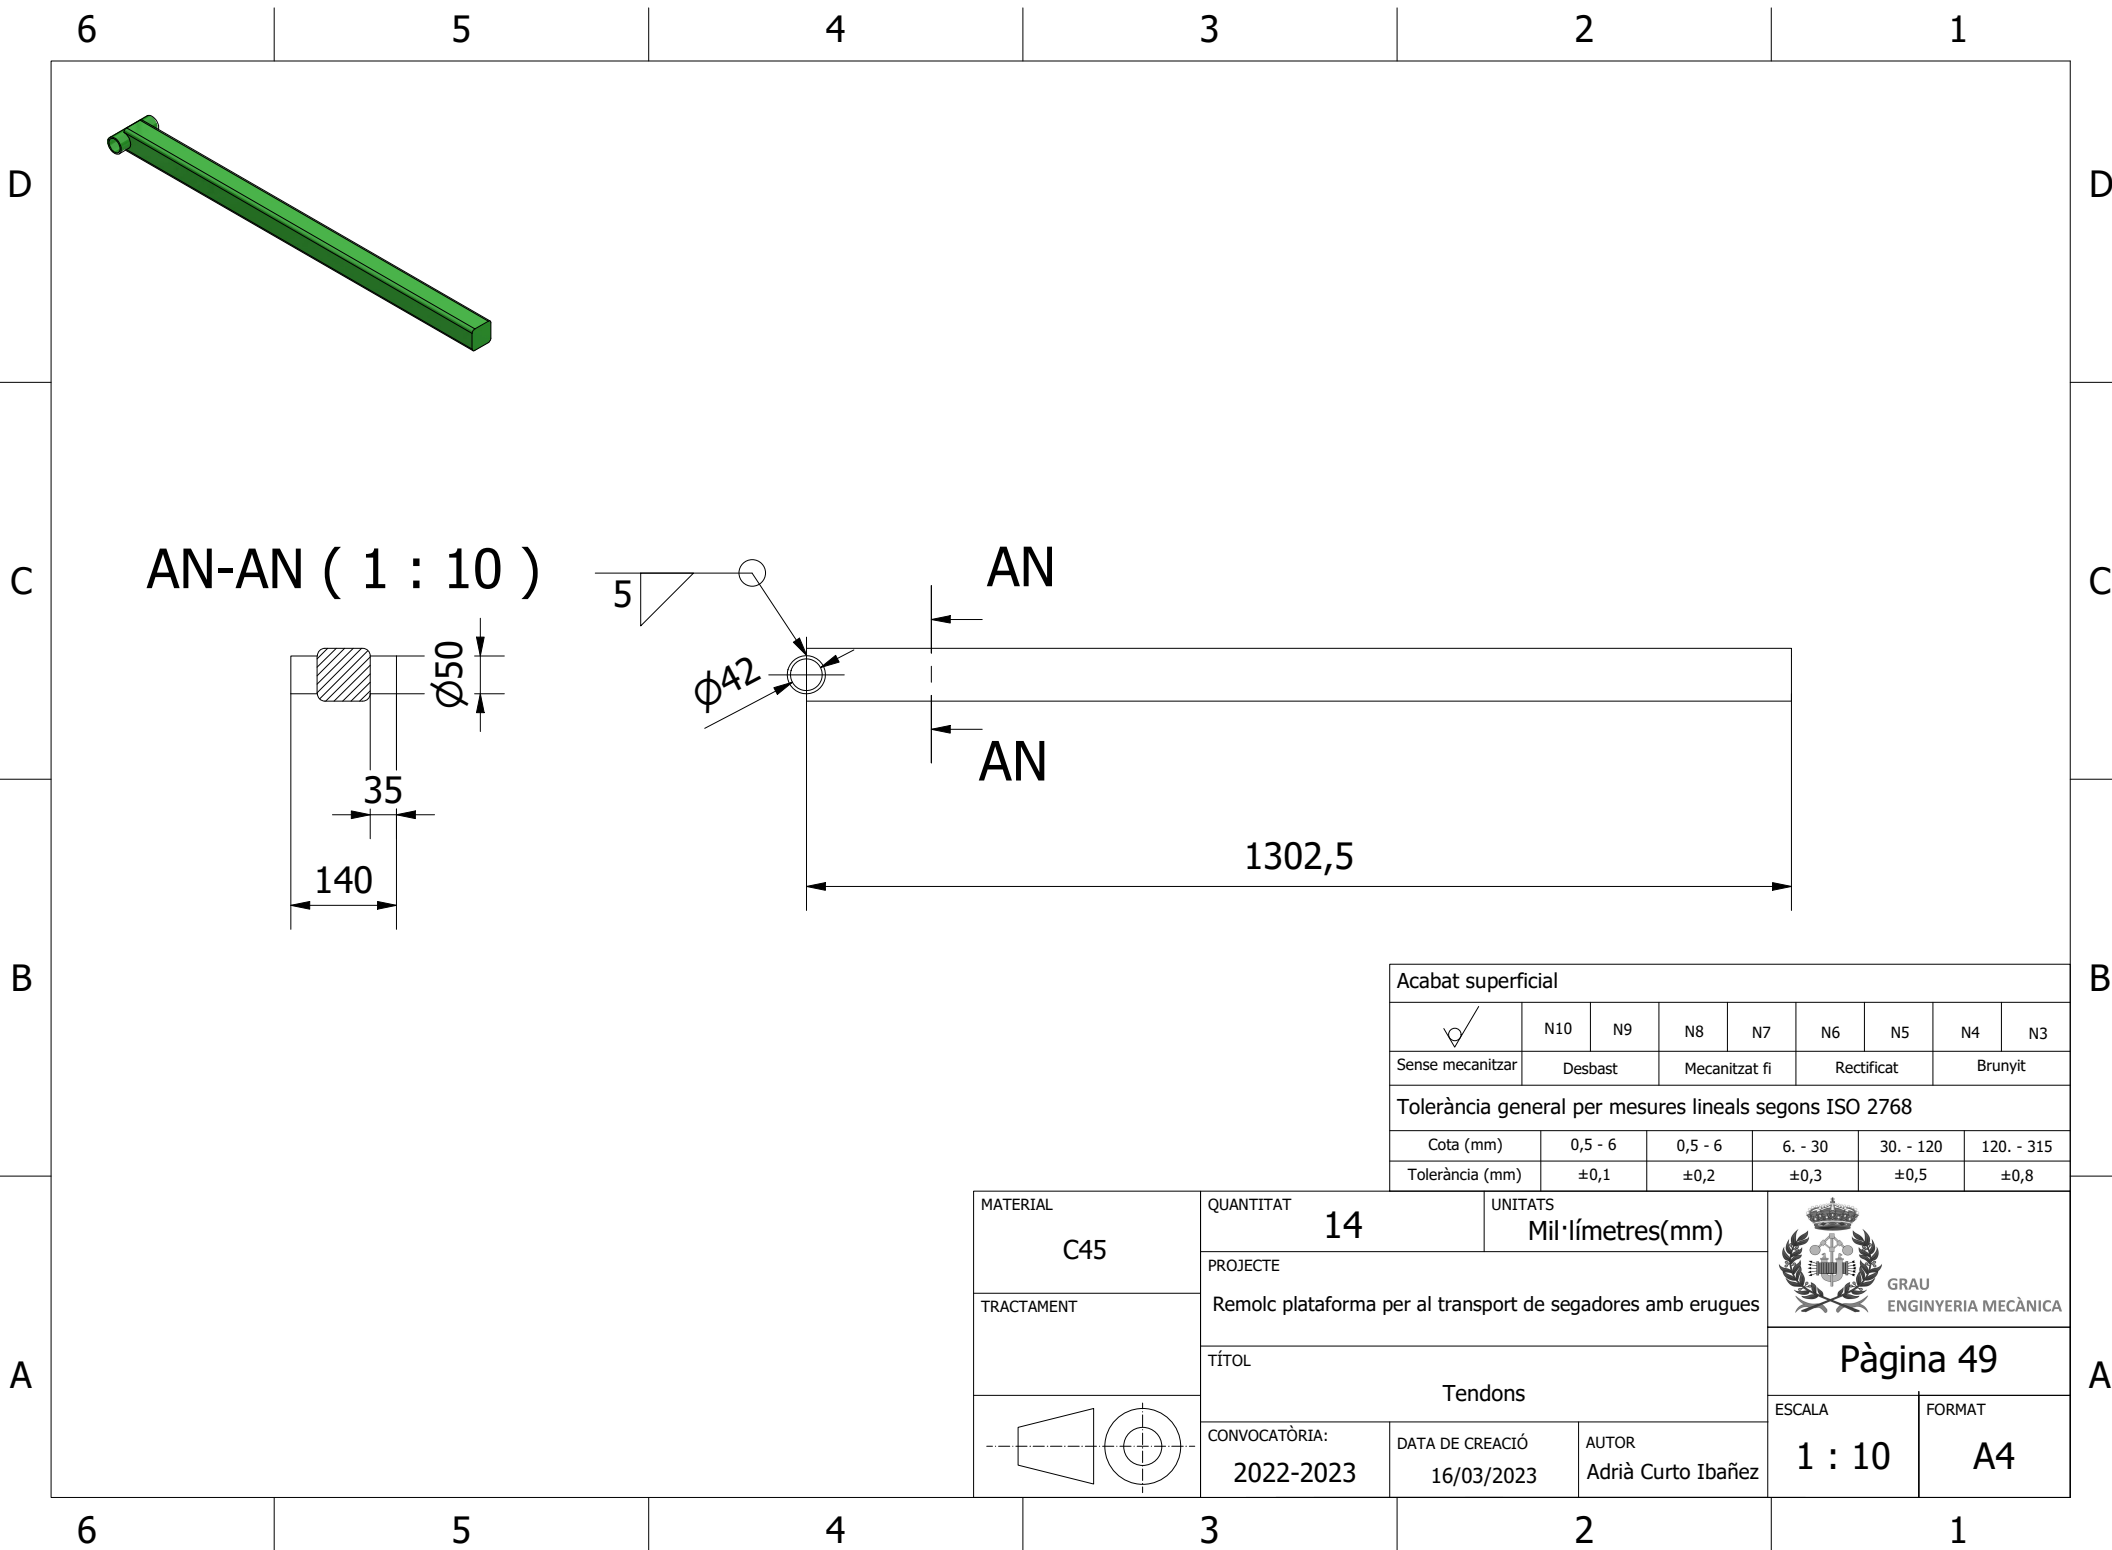 6 5 4 3 2 1
D D
AN-AN ( 1 : 10 )
5
AN
C C
Ø50
Ø42
AN
35
1302,5
140
B B
Acabat superficial
N10 N9 N8 N7 N6 N5 N4 N3
Sense mecanitzar Desbast Mecanitzat fi Rectificat Brunyit
Tolerància general per mesures lineals segons ISO 2768
Cota (mm) 0,5 - 6 0,5 - 6 6. - 30 30. - 120 120. - 315
Tolerància (mm) ±0,1 ±0,2 ±0,3 ±0,5 ±0,8
MATERIAL
C45
QUANTITAT
14
UNITATS
Mil·límetres(mm)
PROJECTE
Remolc plataforma per al transport de segadores amb erugues
GRAU
ENGINYERIA MECÀNICA
TRACTAMENT
TÍTOL
Tendons
Pàgina 49
A A
CONVOCATÒRIA:
2022-2023
DATA DE CREACIÓ
16/03/2023
AUTOR
Adrià Curto Ibañez
ESCALA
1 : 10
FORMAT
A4
6 5 4 3 2 1